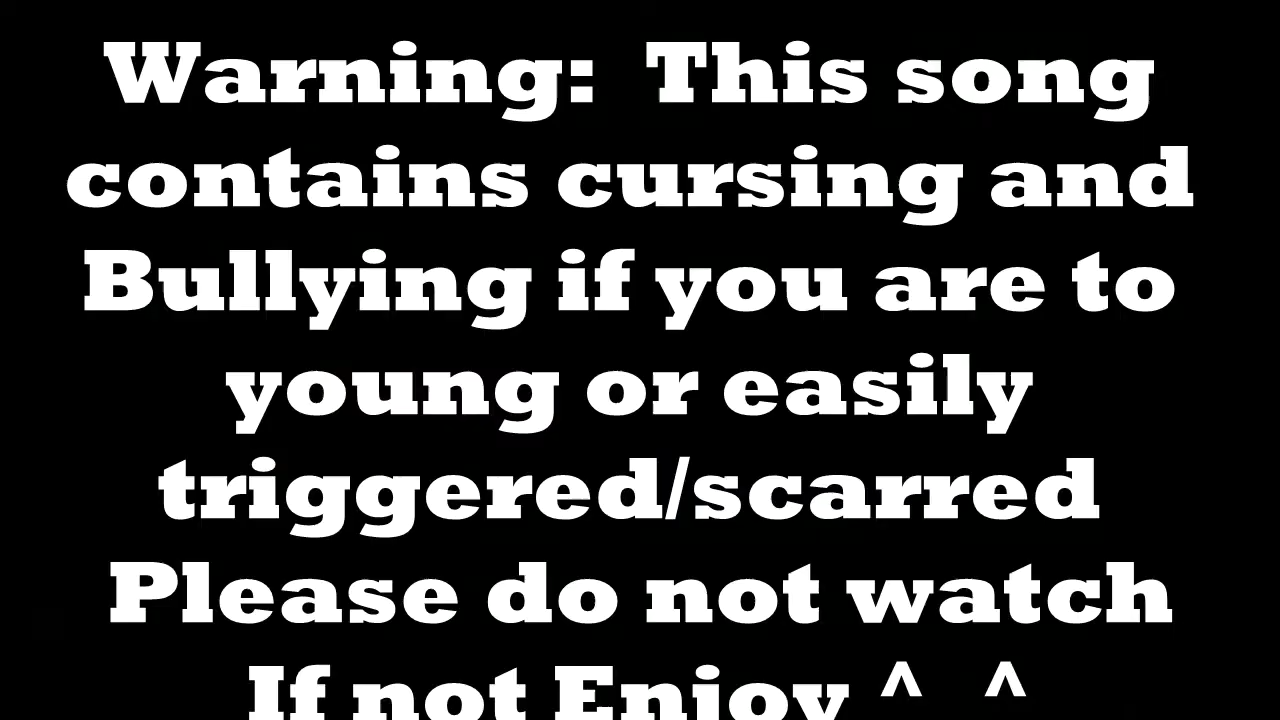 Warning:  This song
contains cursing and
Bullying if you are to
young or easily
triggered/scarred
Please do not watch
If not Enjoy ^  ^